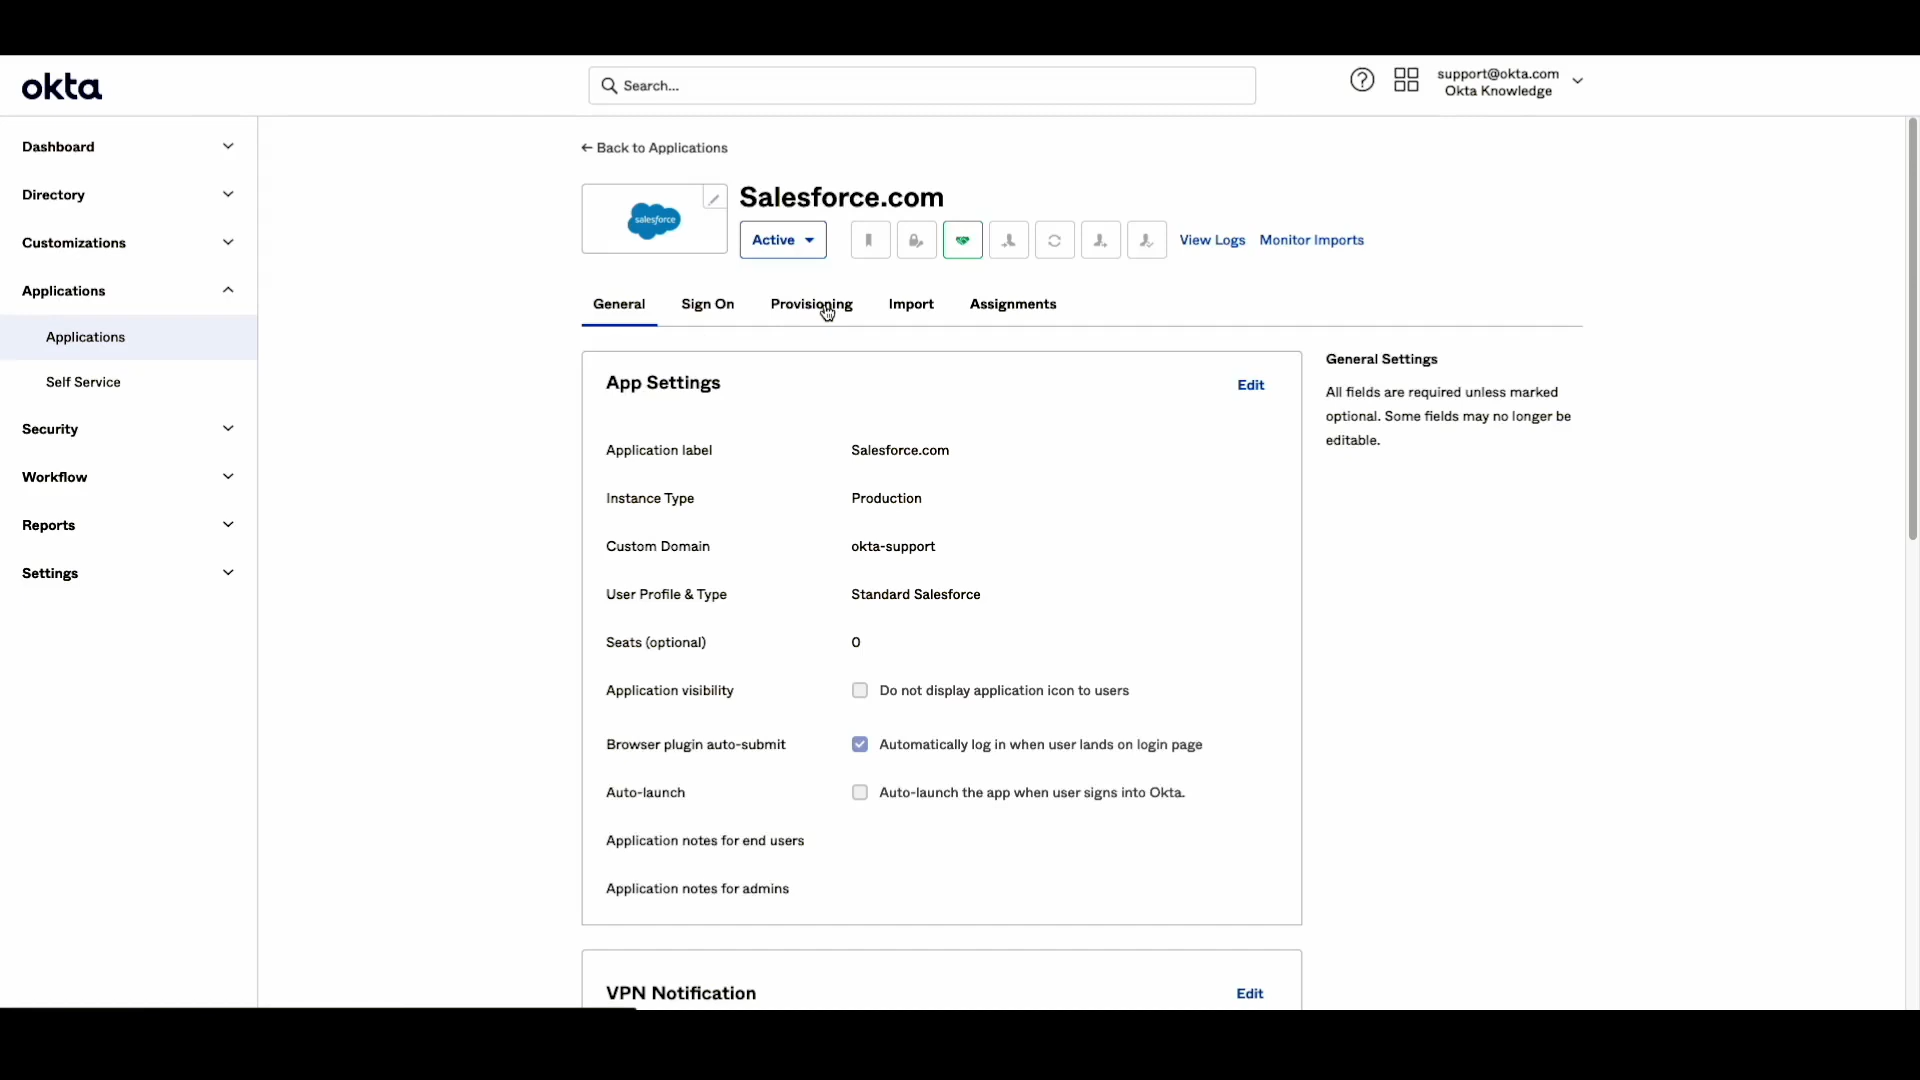 okta
Search...
support@okta.com
Okta Knowledge
Dashboard
Directory
Customizations
Applications
Applications
Self Service
Security
Workflow
Reports
Settings
← Back to Applications
salesforce
Salesforce.com
Active
View Logs
Monitor Imports
General
Sign On
Provisioning
Import
Assignments
App Settings
Edit
Application label
Salesforce.com
Instance Type
Production
Custom Domain
okta-support
User Profile & Type
Standard Salesforce
Seats (optional)
0
Application visibility
Do not display application icon to users
Browser plugin auto-submit
Automatically log in when user lands on login page
Auto-launch
Auto-launch the app when user signs into Okta.
Application notes for end users
Application notes for admins
General Settings
All fields are required unless marked
optional. Some fields may no longer be
editable.
VPN Notification
Edit